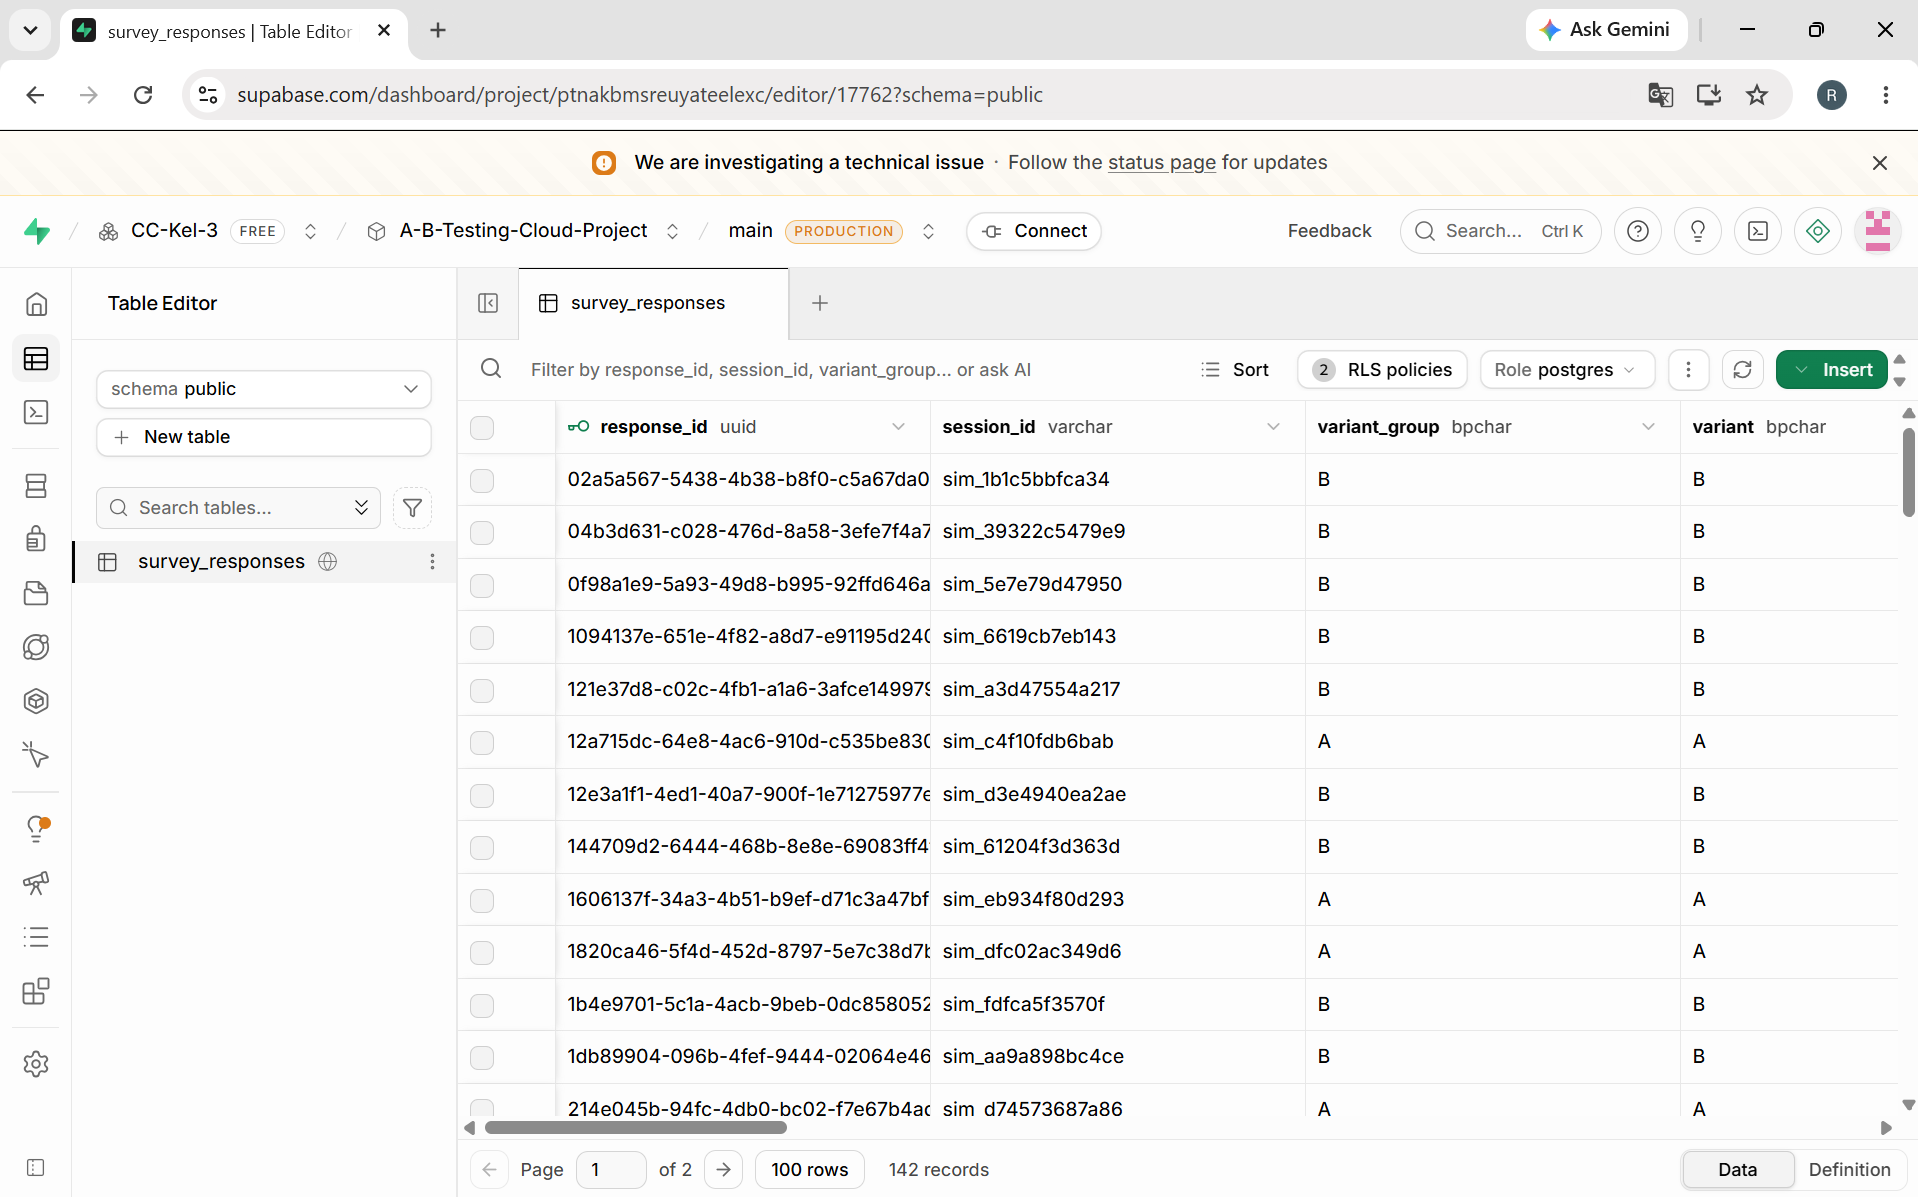 survey_responses | Table Editor
Ask Gemini
supabase.com/dashboard/project/ptnakbmsreuyateelexc/editor/17762?schema=public
R
We are investigating a technical issue · Follow the status page for updates
CC-Kel-3 FREE / A-B-Testing-Cloud-Project / main PRODUCTION Connect Feedback Search... Ctrl K
Table Editor
survey_responses
schema public
New table
Search tables...
survey_responses
Filter by response_id, session_id, variant_group... or ask AI
Sort
2 RLS policies
Role postgres
Insert
response_id uuid session_id varchar variant_group bpchar variant bpchar
02a5a567-5438-4b38-b8f0-c5a67da0 sim_1b1c5bbfca34 B B
04b3d631-c028-476d-8a58-3efe7f4a7 sim_39322c5479e9 B B
0f98a1e9-5a93-49d8-b995-92ffd646a sim_5e7e79d47950 B B
1094137e-651e-4f82-a8d7-e91195d240 sim_6619cb7eb143 B B
121e37d8-c02c-4fb1-a1a6-3afce149979 sim_a3d47554a217 B B
12a715dc-64e8-4ac6-910d-c535be830 sim_c4f10fdb6bab A A
12e3a1f1-4ed1-40a7-900f-1e71275977e sim_d3e4940ea2ae B B
144709d2-6444-468b-8e8e-69083ff4 sim_61204f3d363d B B
1606137f-34a3-4b51-b9ef-d71c3a47bf sim_eb934f80d293 A A
1820ca46-5f4d-452d-8797-5e7c38d7b sim_dfc02ac349d6 A A
1b4e9701-5c1a-4acb-9beb-0dc858052 sim_fdfca5f3570f B B
1db89904-096b-4fef-9444-02064e46 sim_aa9a898bc4ce B B
214e045b-94fc-4db0-bc02-f7e67b4ac sim_d74573687a86 A A
Page 1 of 2 100 rows 142 records
Data Definition